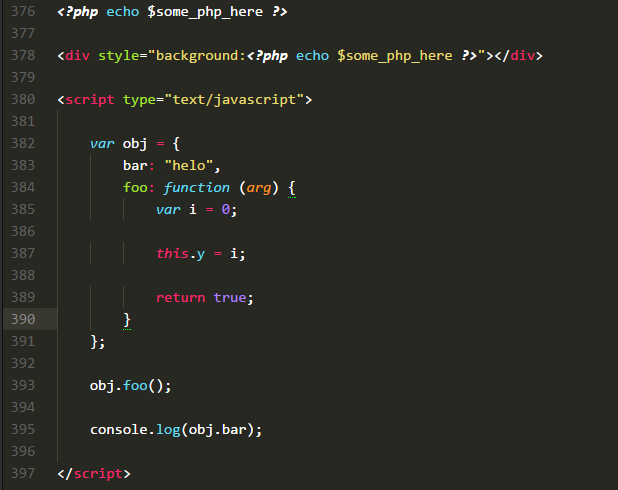 376 <?php echo $some_php_here ?>
377
378 <div style="background:<?php echo $some_php_here ?>"></div>
379
380 <script type="text/javascript">
381
382     var obj = {
383         bar: "helo",
384         foo: function (arg) {
385             var i = 0;
386
387             this.y = i;
388
389             return true;
390         }
391     };
392
393     obj.foo();
394
395     console.log(obj.bar);
396
397 </script>